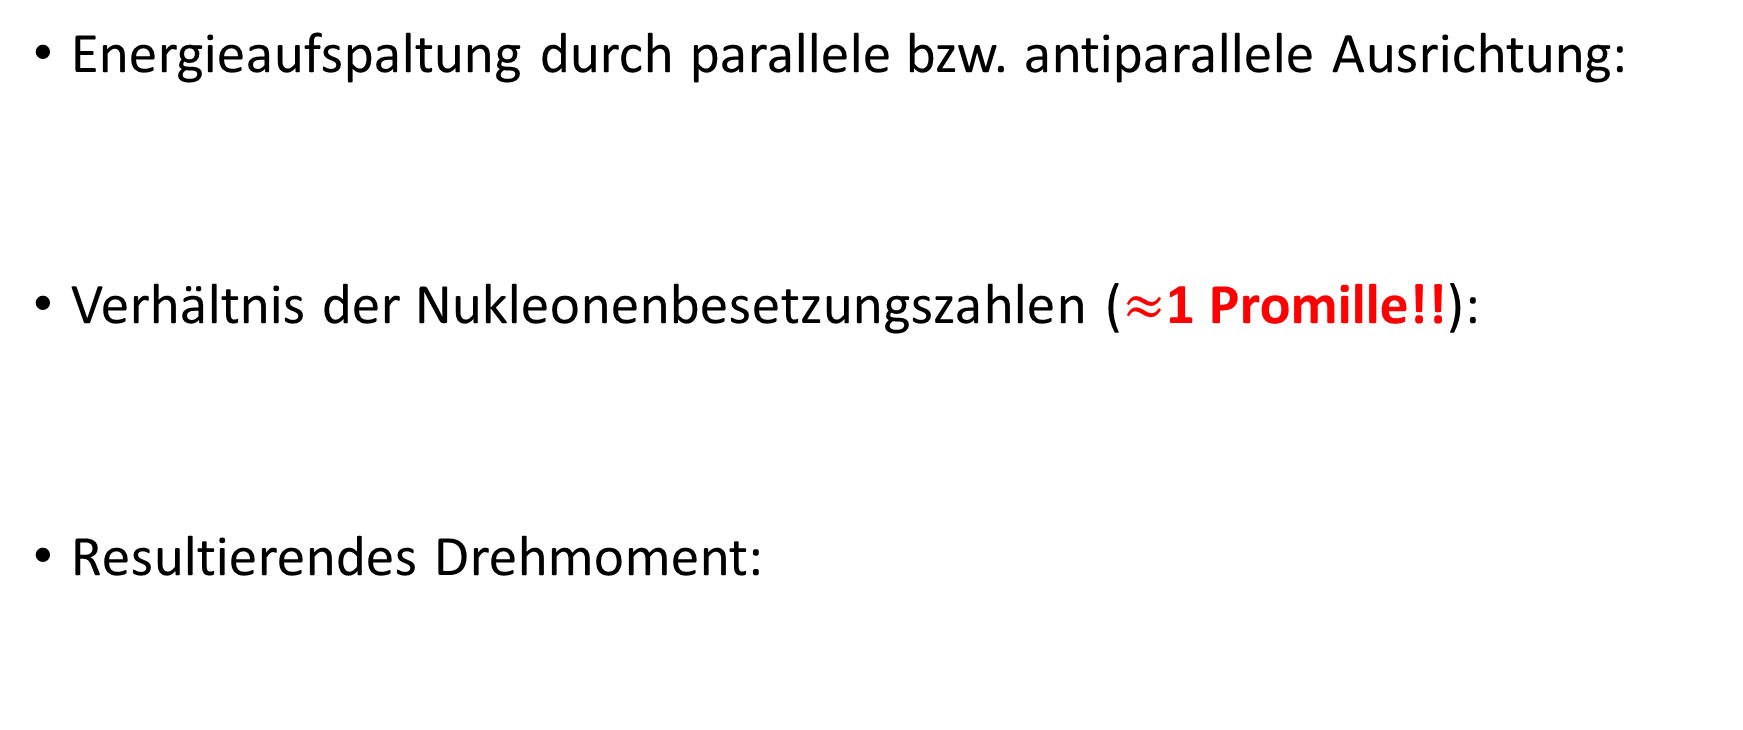 • Energieaufspaltung durch parallele bzw. antiparallele Ausrichtung:
• Verhältnis der Nukleonenbesetzungszahlen (≈1 Promille!!):
• Resultierendes Drehmoment: